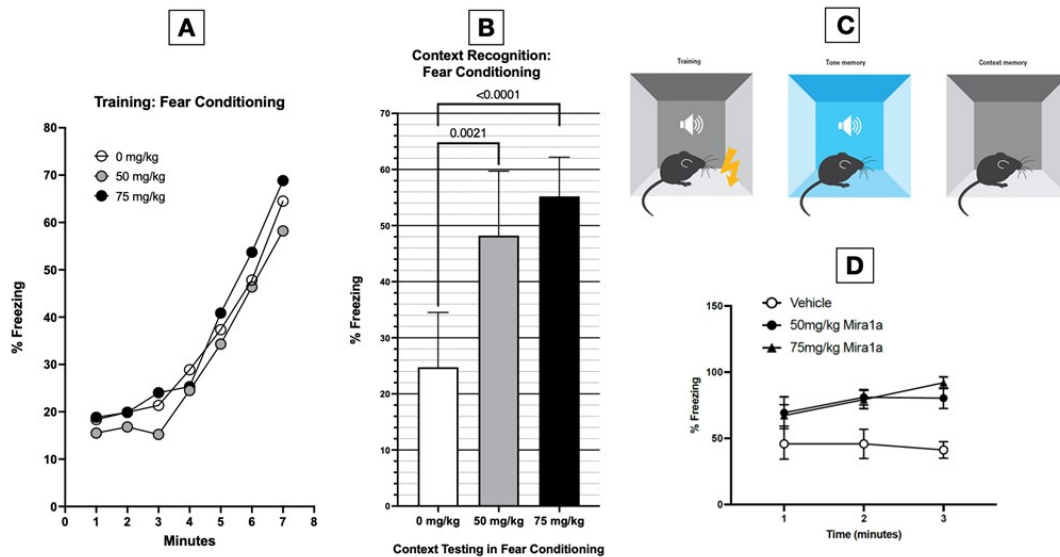 A
Training: Fear Conditioning
0 mg/kg
50 mg/kg
75 mg/kg
% Freezing
80
70
60
50
40
30
20
10
0
0 1 2 3 4 5 6 7 8
Minutes
B
Context Recognition:
Fear Conditioning
<0.0001
0.0021
% Freezing
70
60
50
40
30
20
10
0
0 mg/kg 50 mg/kg 75 mg/kg
Context Testing in Fear Conditioning
C
Training
Tone memory
Context memory
D
Vehicle
50mg/kg Mira1a
75mg/kg Mira1a
% Freezing
150
100
50
0
1 2 3
Time (minutes)